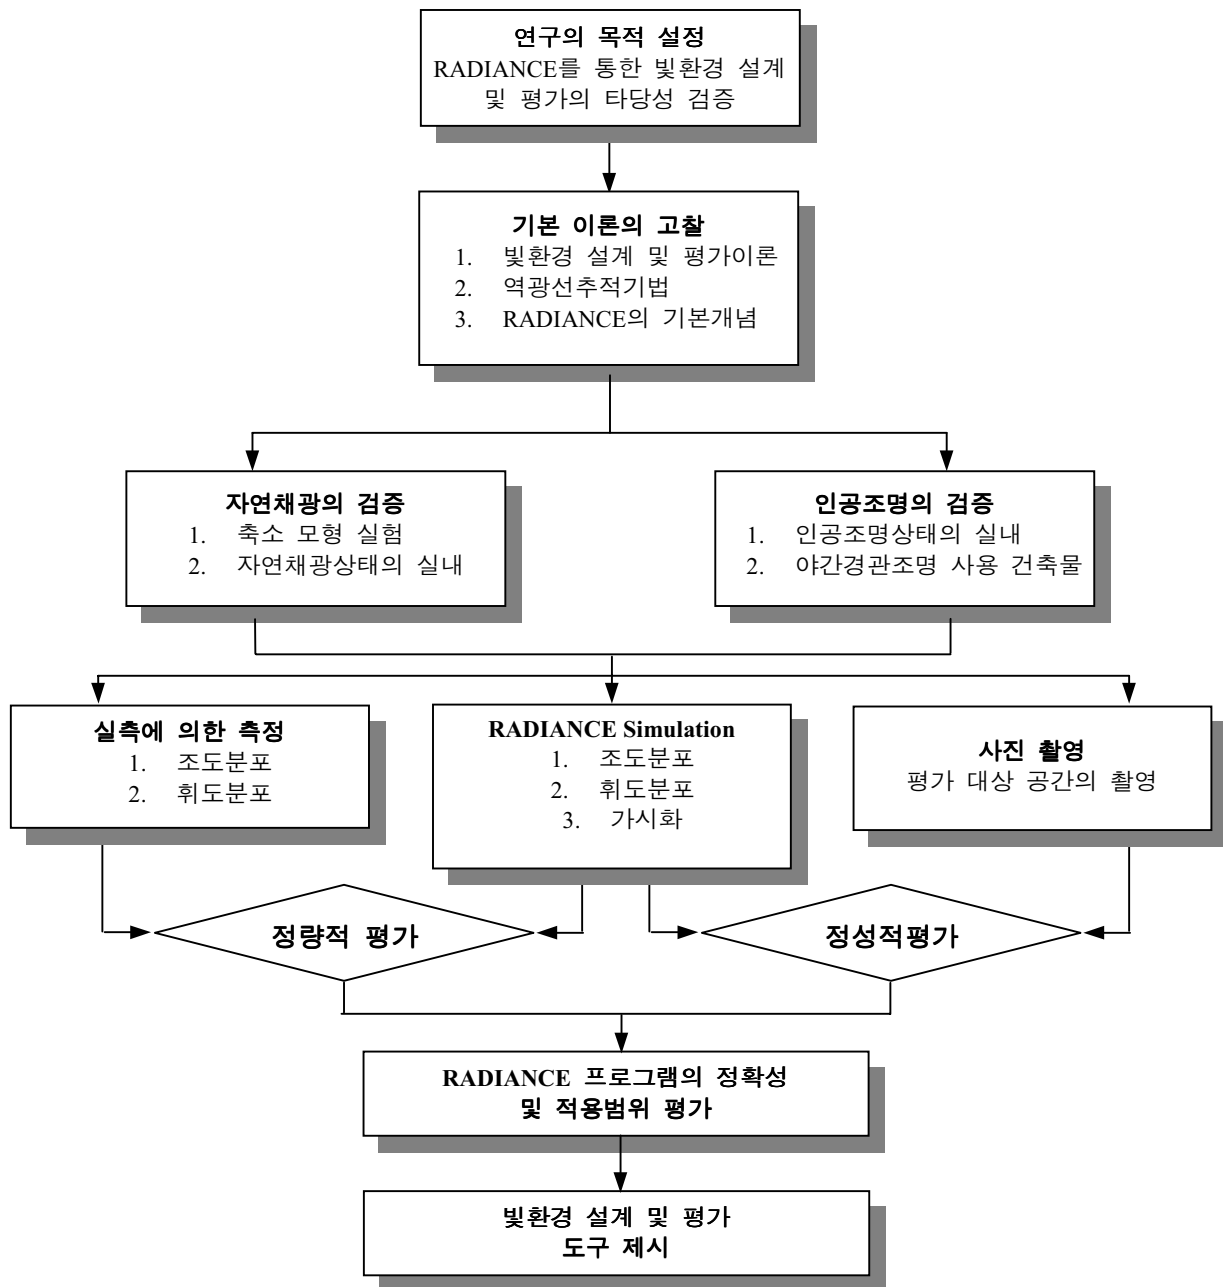 연구의 목적 설정
RADIANCE를 통한 빛환경 설계
및 평가의 타당성 검증
기본 이론의 고찰
1. 빛환경 설계 및 평가이론
2. 역광선추적기법
3. RADIANCE의 기본개념
자연채광의 검증
1. 축소 모형 실험
2. 자연채광상태의 실내
인공조명의 검증
1. 인공조명상태의 실내
2. 야간경관조명 사용 건축물
실측에 의한 측정
1. 조도분포
2. 휘도분포
RADIANCE Simulation
1. 조도분포
2. 휘도분포
3. 가시화
사진 촬영
평가 대상 공간의 촬영
정량적 평가
정성적평가
RADIANCE 프로그램의 정확성
및 적용범위 평가
빛환경 설계 및 평가
도구 제시